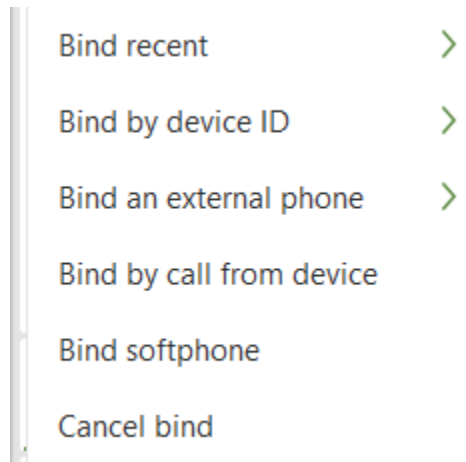 Bind recent
Bind by device ID
Bind an external phone
Bind by call from device
Bind softphone
Cancel bind